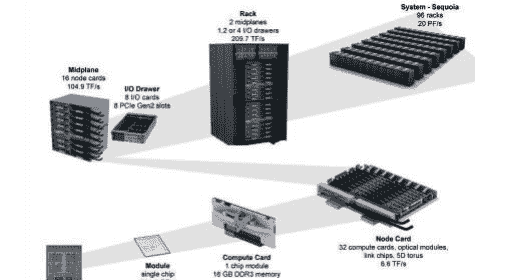 System - Sequoia
96 racks
20 PF/s
Rack
2 midplanes
1,2 or 4 I/O drawers
209.7 TF/s
Midplane
16 node cards
104.9 TF/s
I/O Drawer
8 I/O cards
8 PCIe Gen2 slots
Node Card
32 compute cards, optical modules,
link chips, 5D torus
6.6 TF/s
Compute Card
1 chip module
16 GB DDR3 memory
Module
single chip